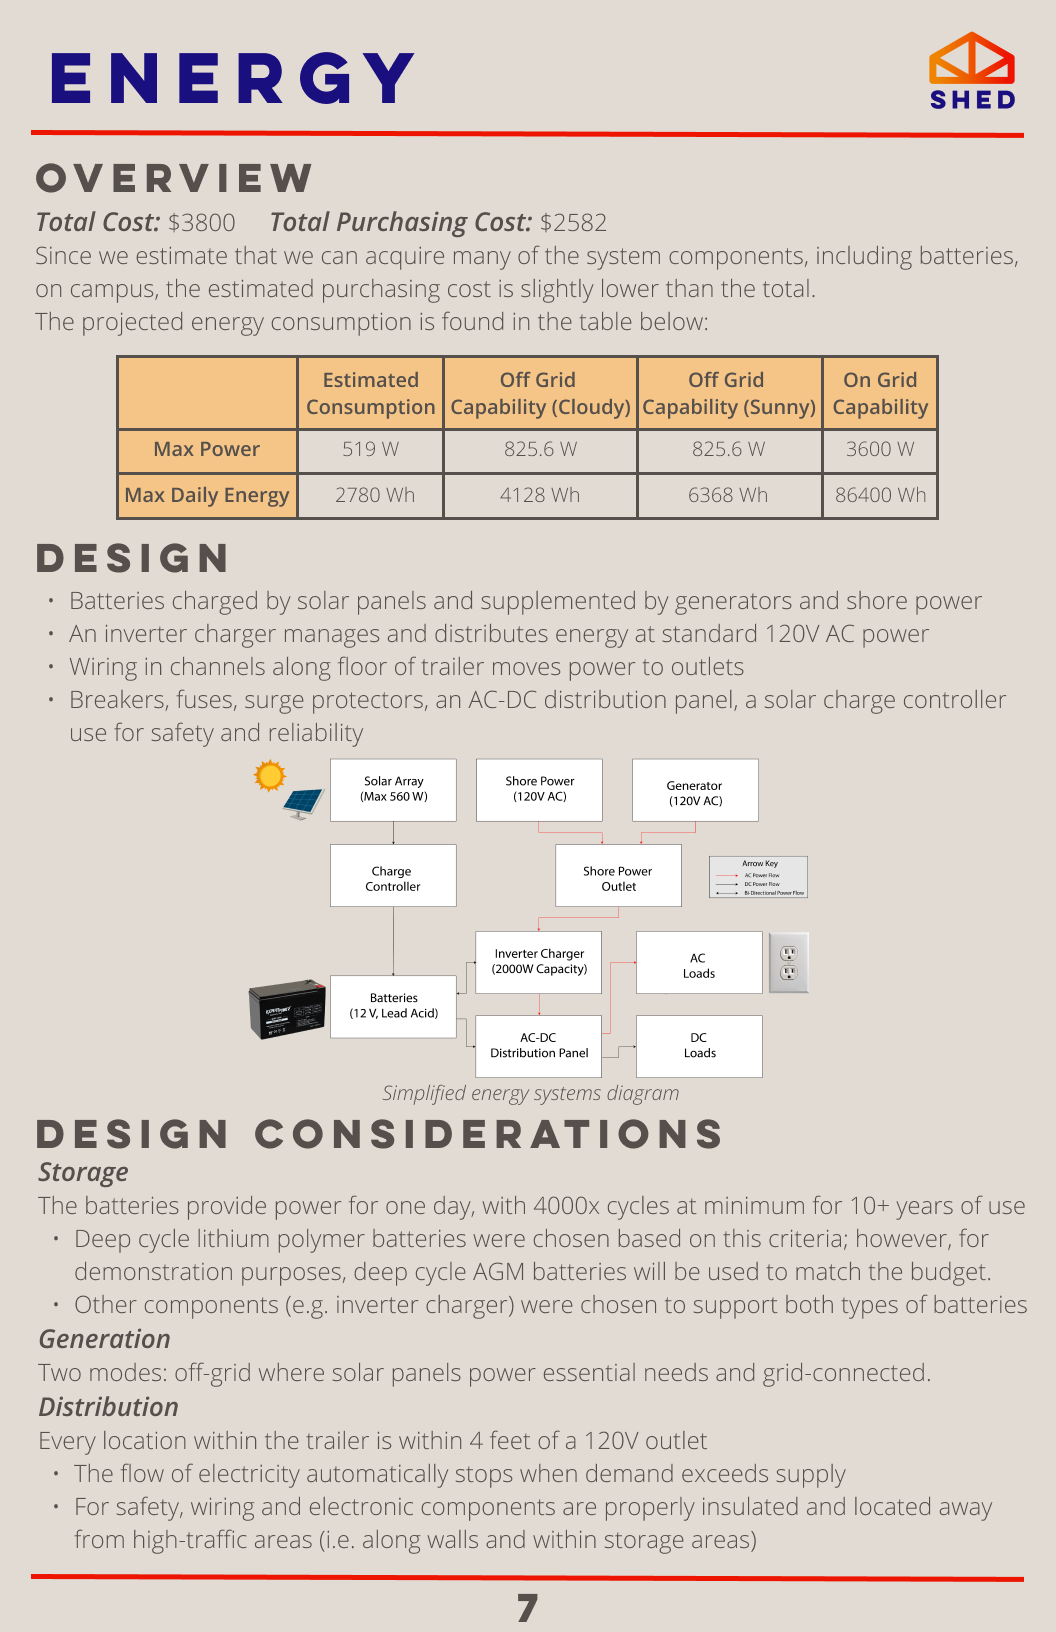 ENERGY
SHED
OVERVIEW
Total Cost: $3800 Total Purchasing Cost: $2582
Since we estimate that we can acquire many of the system components, including batteries,
on campus, the estimated purchasing cost is slightly lower than the total.
The projected energy consumption is found in the table below:
Estimated Consumption Off Grid Capability (Cloudy) Off Grid Capability (Sunny) On Grid Capability
Max Power 519 W 825.6 W 825.6 W 3600 W
Max Daily Energy 2780 Wh 4128 Wh 6368 Wh 86400 Wh
DESIGN
• Batteries charged by solar panels and supplemented by generators and shore power
• An inverter charger manages and distributes energy at standard 120V AC power
• Wiring in channels along floor of trailer moves power to outlets
• Breakers, fuses, surge protectors, an AC-DC distribution panel, a solar charge controller
use for safety and reliability
Solar Array
(Max 560 W)
Shore Power
(120V AC)
Generator
(120V AC)
Charge
Controller
Shore Power
Outlet
Arrow Key
AC Power Flow
DC Power Flow
Bi-Directional Power Flow
Inverter Charger
(2000W Capacity)
AC
Loads
Batteries
(12 V, Lead Acid)
AC-DC
Distribution Panel
DC
Loads
Simplified energy systems diagram
DESIGN CONSIDERATIONS
Storage
The batteries provide power for one day, with 4000x cycles at minimum for 10+ years of use
• Deep cycle lithium polymer batteries were chosen based on this criteria; however, for
demonstration purposes, deep cycle AGM batteries will be used to match the budget.
• Other components (e.g. inverter charger) were chosen to support both types of batteries
Generation
Two modes: off-grid where solar panels power essential needs and grid-connected.
Distribution
Every location within the trailer is within 4 feet of a 120V outlet
• The flow of electricity automatically stops when demand exceeds supply
• For safety, wiring and electronic components are properly insulated and located away
from high-traffic areas (i.e. along walls and within storage areas)
7